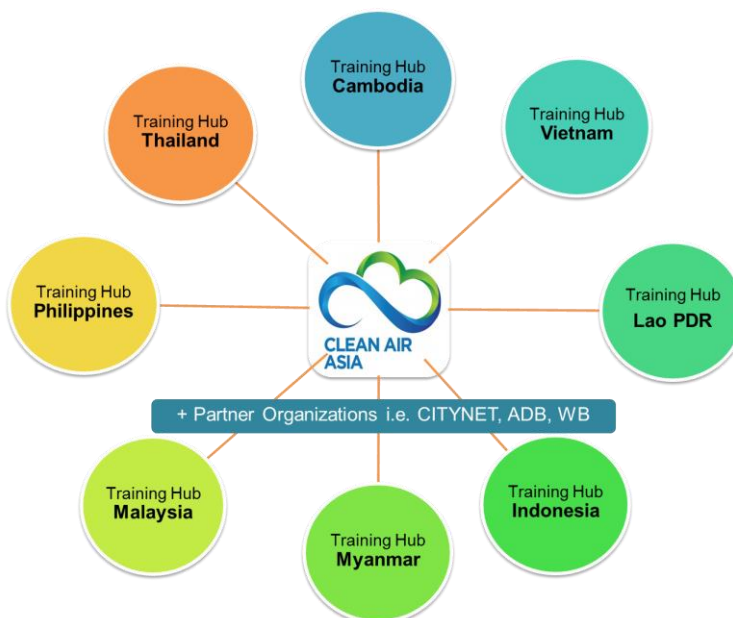 Training Hub
Cambodia
Training Hub
Thailand
Training Hub
Vietnam
Training Hub
Philippines
Training Hub
Lao PDR
CLEAN AIR
ASIA
+ Partner Organizations i.e. CITYNET, ADB, WB
Training Hub
Malaysia
Training Hub
Indonesia
Training Hub
Myanmar